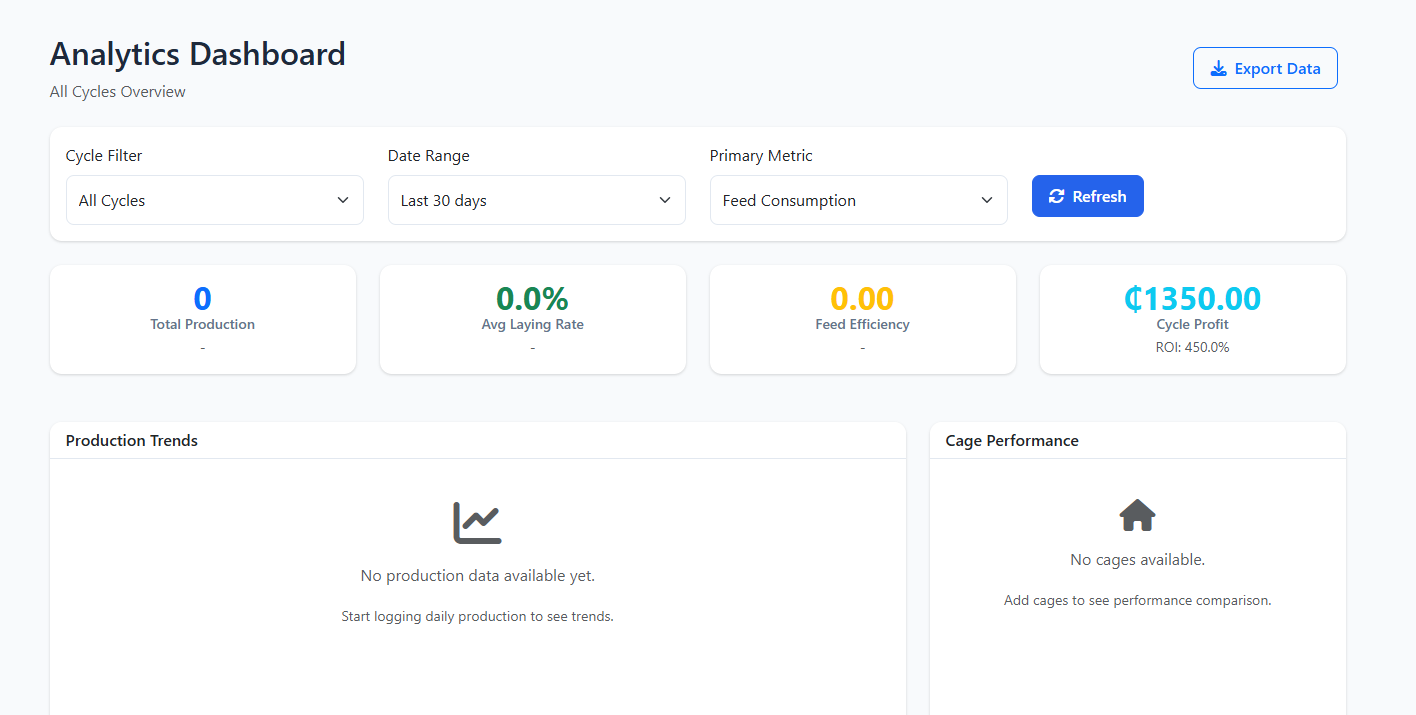 Analytics Dashboard
All Cycles Overview
Export Data
Cycle Filter
Date Range
Primary Metric
All Cycles
Last 30 days
Feed Consumption
Refresh
0
Total Production
-
0.0%
Avg Laying Rate
-
0.00
Feed Efficiency
-
₵1350.00
Cycle Profit
ROI: 450.0%
Production Trends
No production data available yet.
Start logging daily production to see trends.
Cage Performance
No cages available.
Add cages to see performance comparison.